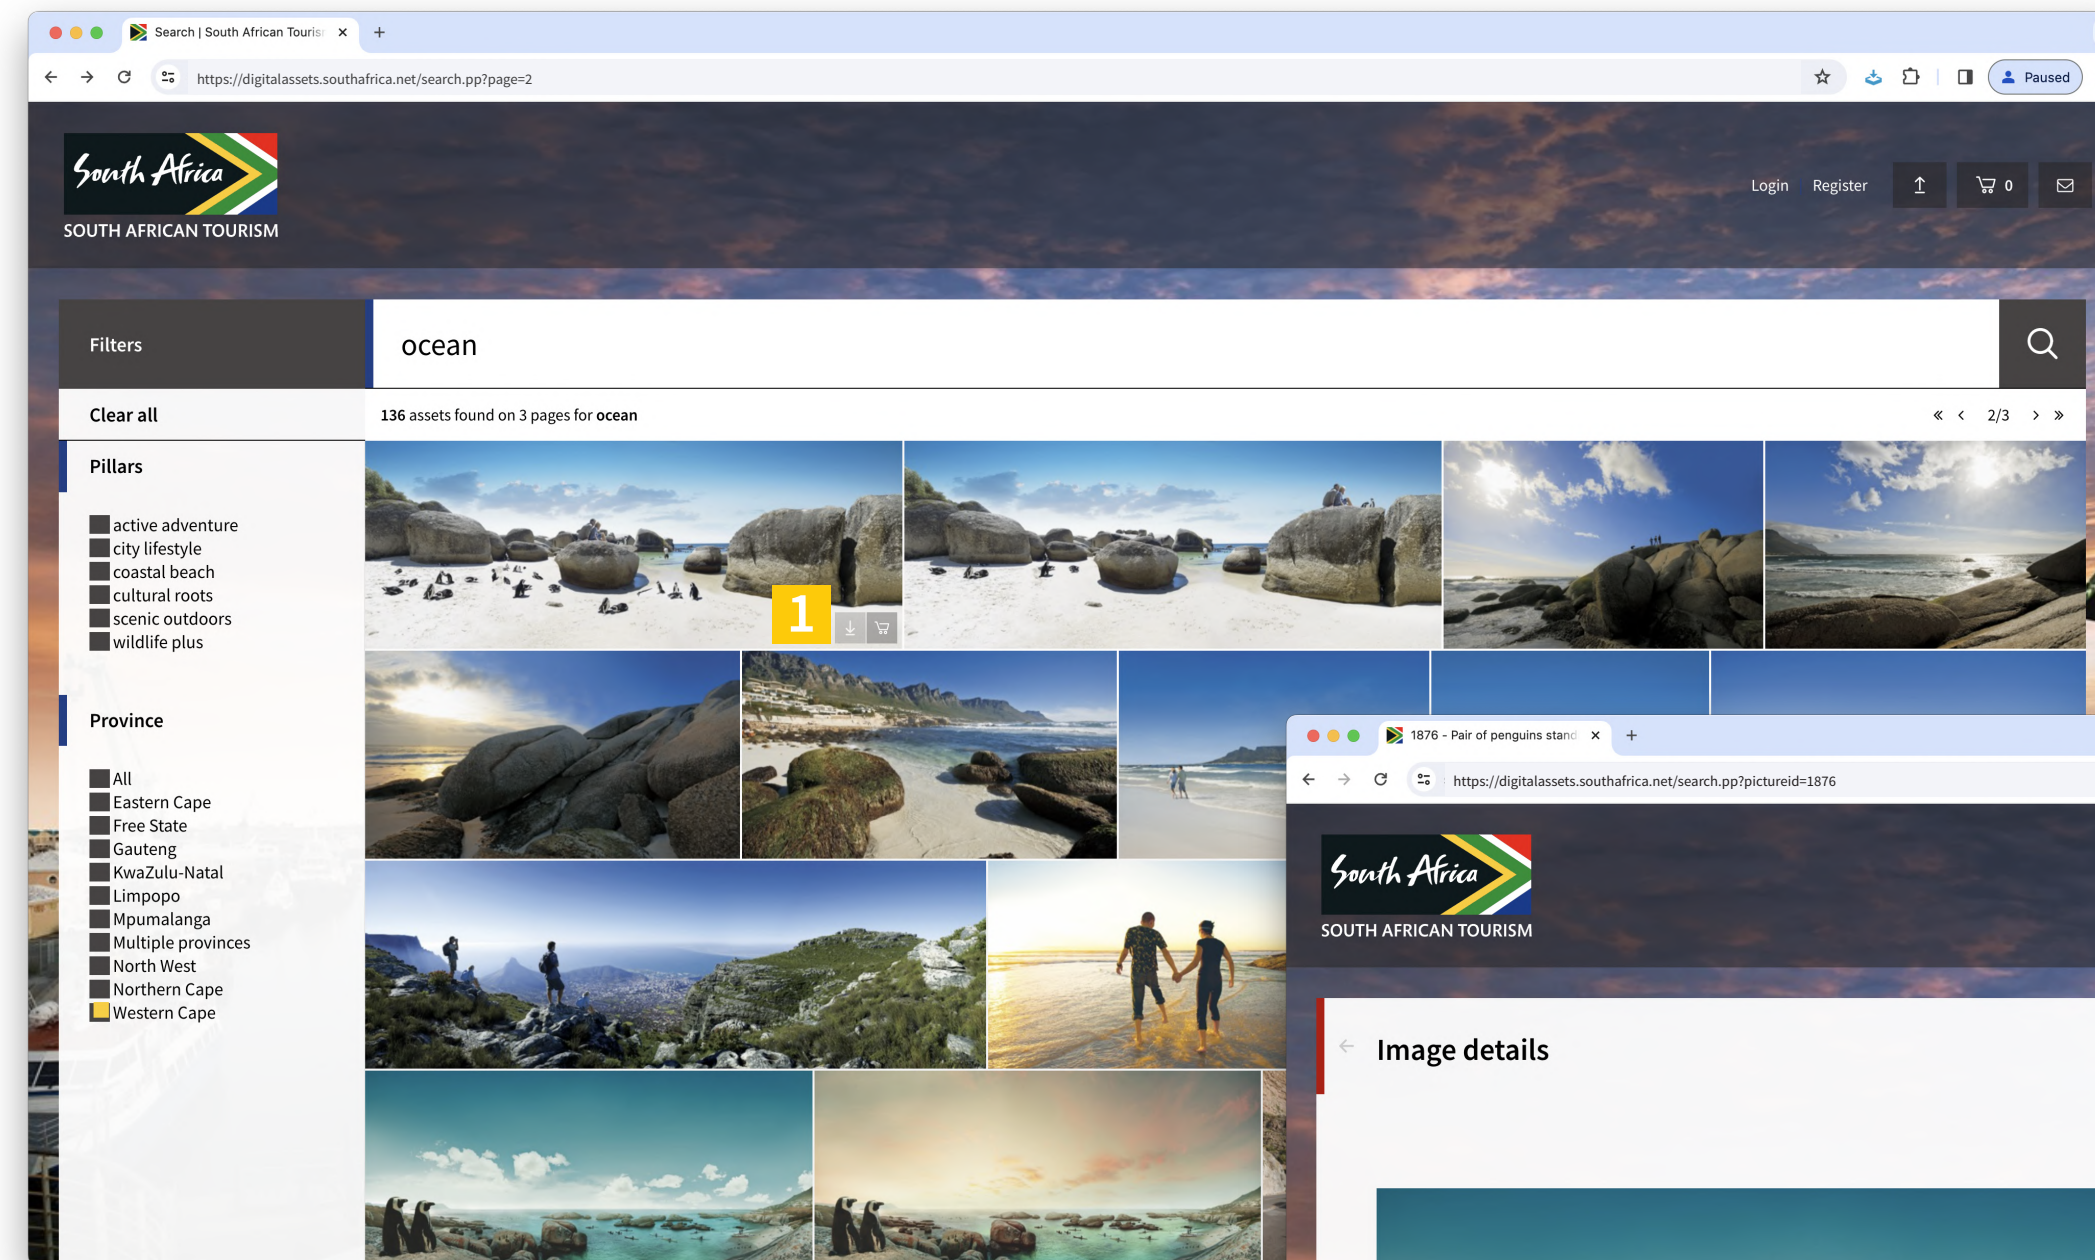 Search | South African Touris
https://digitalassets.southafrica.net/search.pp?page=2
Paused
South Africa
SOUTH AFRICAN TOURISM
Login
Register
0
Filters
ocean
Clear all
136 assets found on 3 pages for ocean
2/3
Pillars
active adventure
city lifestyle
coastal beach
cultural roots
scenic outdoors
wildlife plus
1
Province
All
Eastern Cape
Free State
Gauteng
KwaZulu-Natal
Limpopo
Mpumalanga
Multiple provinces
North West
Northern Cape
Western Cape
1876 - Pair of penguins stand
https://digitalassets.southafrica.net/search.pp?pictureid=1876
South Africa
SOUTH AFRICAN TOURISM
Image details